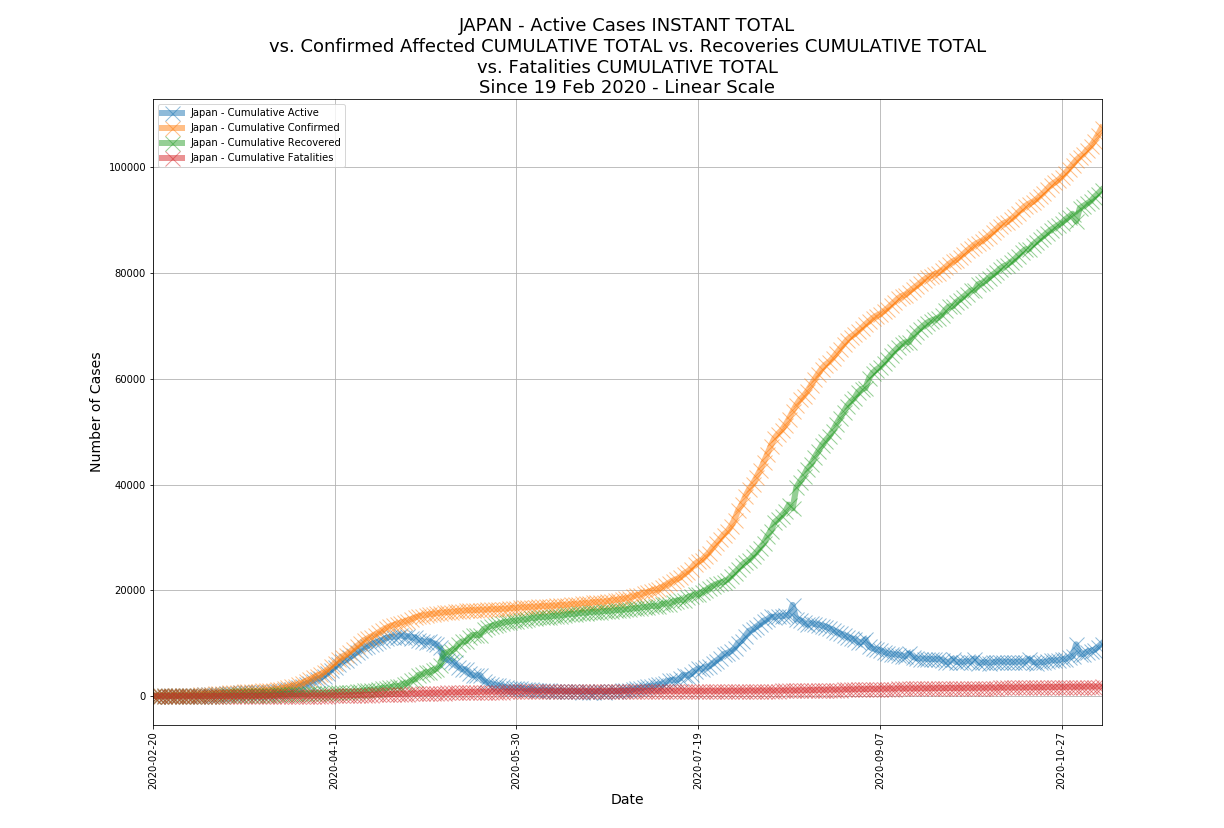 JAPAN - Active Cases INSTANT TOTAL
vs. Confirmed Affected CUMULATIVE TOTAL vs. Recoveries CUMULATIVE TOTAL
vs. Fatalities CUMULATIVE TOTAL
Since 19 Feb 2020 - Linear Scale
Japan - Cumulative Active
Japan - Cumulative Confirmed
Japan - Cumulative Recovered
Japan - Cumulative Fatalities
Number of Cases
100000
80000
60000
40000
20000
0
2020-02-20
2020-04-10
2020-05-30
2020-07-19
2020-09-07
2020-10-27
Date